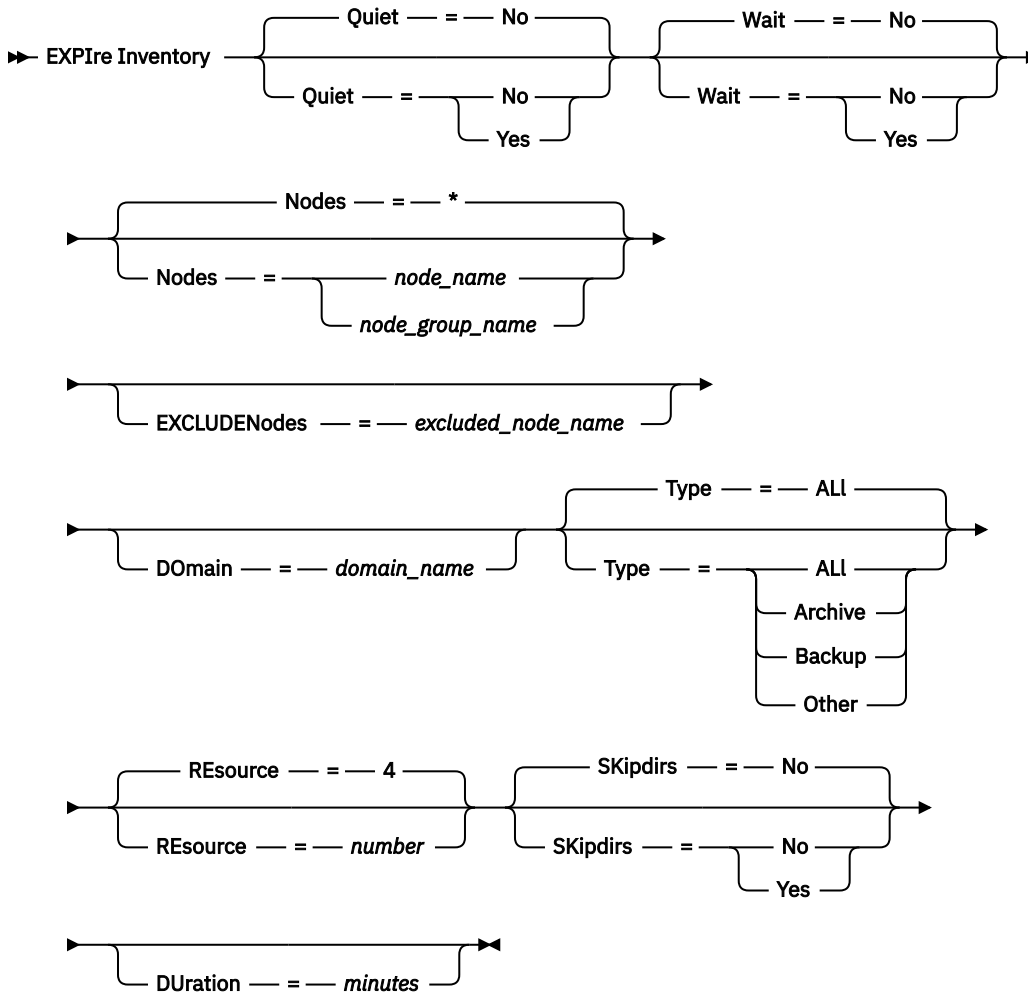 Quiet = No Wait = No
EXPIre Inventory
Quiet = No Wait = No
Yes Yes
Nodes = *
Nodes = node_name
node_group_name
EXCLUDENodes = excluded_node_name
Type = ALl
DOmain = domain_name Type = ALl
Archive
Backup
Other
REsource = 4 SKipdirs = No
REsource = number SKipdirs = No
Yes
DUration = minutes